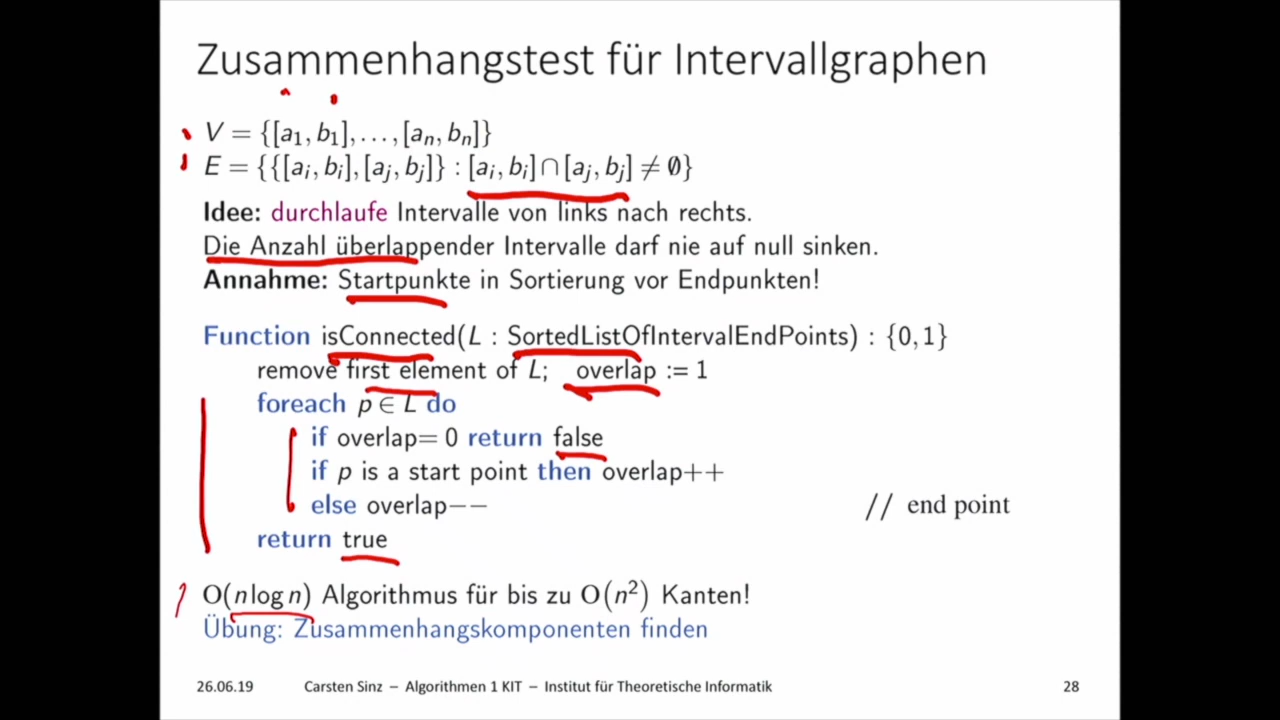 Zusammenhangstest für Intervallgraphen
V = {[a₁, b₁], …, [aₙ, bₙ]}
E = {{[aᵢ, bᵢ],[aⱼ, bⱼ]} : [aᵢ, bᵢ]∩[aⱼ, bⱼ] ≠ ∅}
Idee: durchlaufe Intervalle von links nach rechts.
Die Anzahl überlappender Intervalle darf nie auf null sinken.
Annahme: Startpunkte in Sortierung vor Endpunkten!
Function isConnected(L : SortedListOfIntervalEndPoints) : {0,1}
remove first element of L; overlap := 1
foreach p ∈ L do
if overlap= 0 return false
if p is a start point then overlap++
else overlap−− // end point
return true
O(n log n) Algorithmus für bis zu O(n²) Kanten!
Übung: Zusammenhangskomponenten finden
26.06.19 Carsten Sinz – Algorithmen 1 KIT – Institut für Theoretische Informatik 28